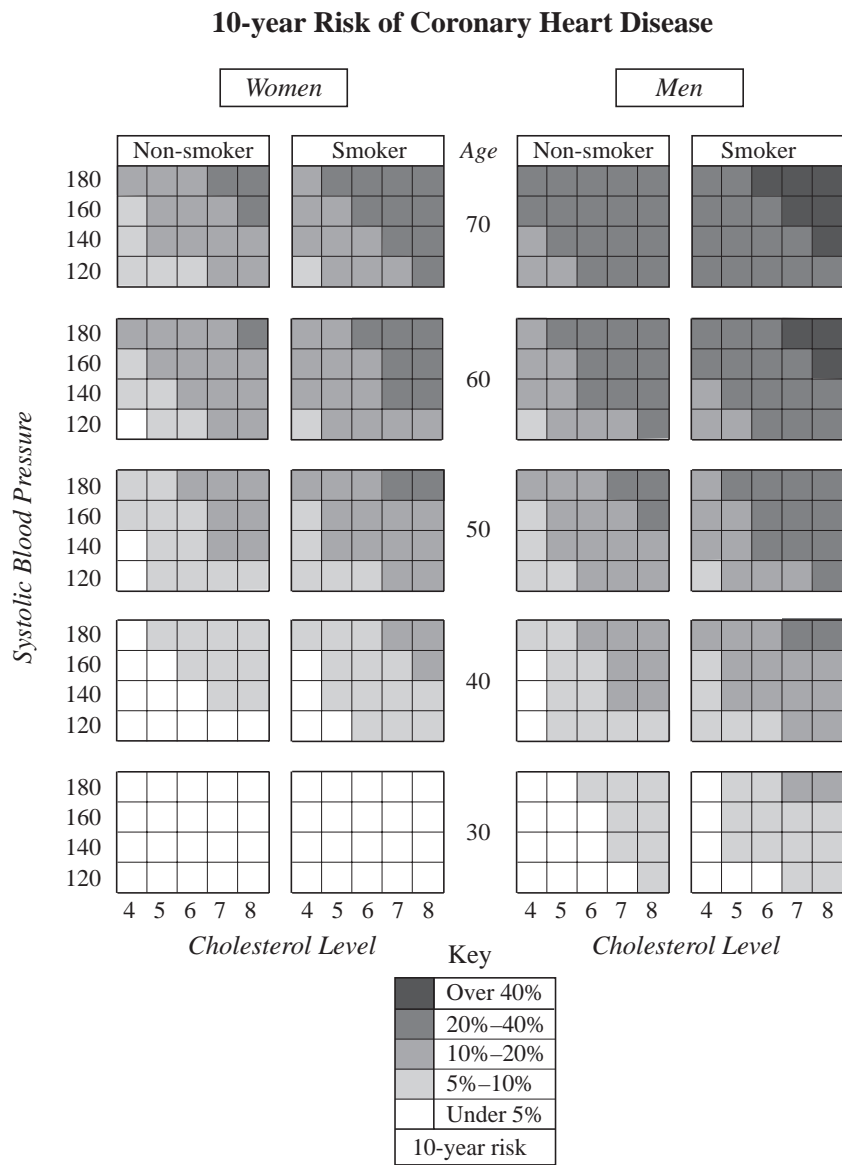 10-year Risk of Coronary Heart Disease
Women Men
Non-smoker Smoker Age Non-smoker Smoker
180
160
70
140
120
180
160
60
140
120
Systolic Blood Pressure
180
160
50
140
120
180
160
40
140
120
180
160
30
140
120
4 5 6 7 8 4 5 6 7 8 4 5 6 7 8 4 5 6 7 8
Cholesterol Level Cholesterol Level
Key
Over 40%
20%–40%
10%–20%
5%–10%
Under 5%
10-year risk